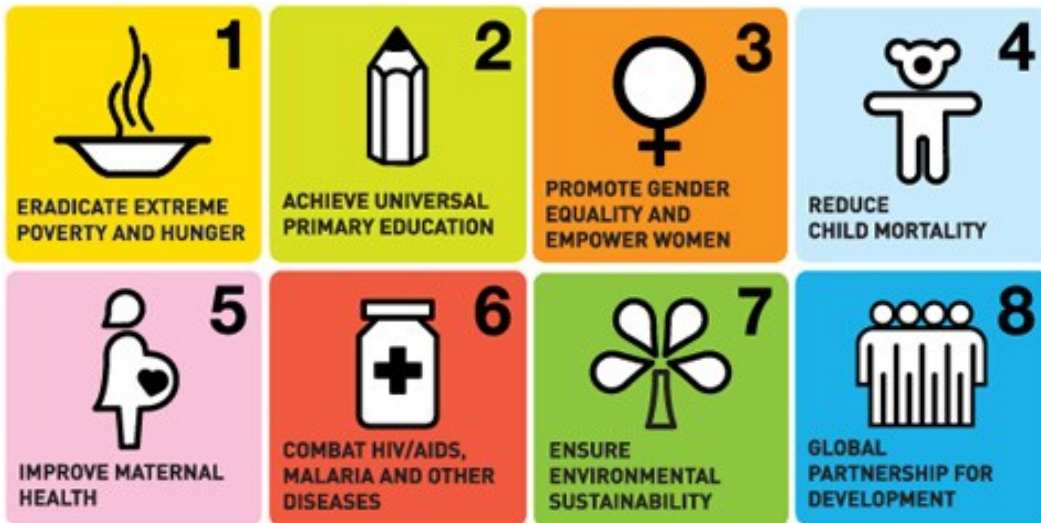 1
ERADICATE EXTREME
POVERTY AND HUNGER
2
ACHIEVE UNIVERSAL
PRIMARY EDUCATION
3
PROMOTE GENDER
EQUALITY AND
EMPOWER WOMEN
4
REDUCE
CHILD MORTALITY
5
IMPROVE MATERNAL
HEALTH
6
COMBAT HIV/AIDS,
MALARIA AND OTHER
DISEASES
7
ENSURE
ENVIRONMENTAL
SUSTAINABILITY
8
GLOBAL
PARTNERSHIP FOR
DEVELOPMENT